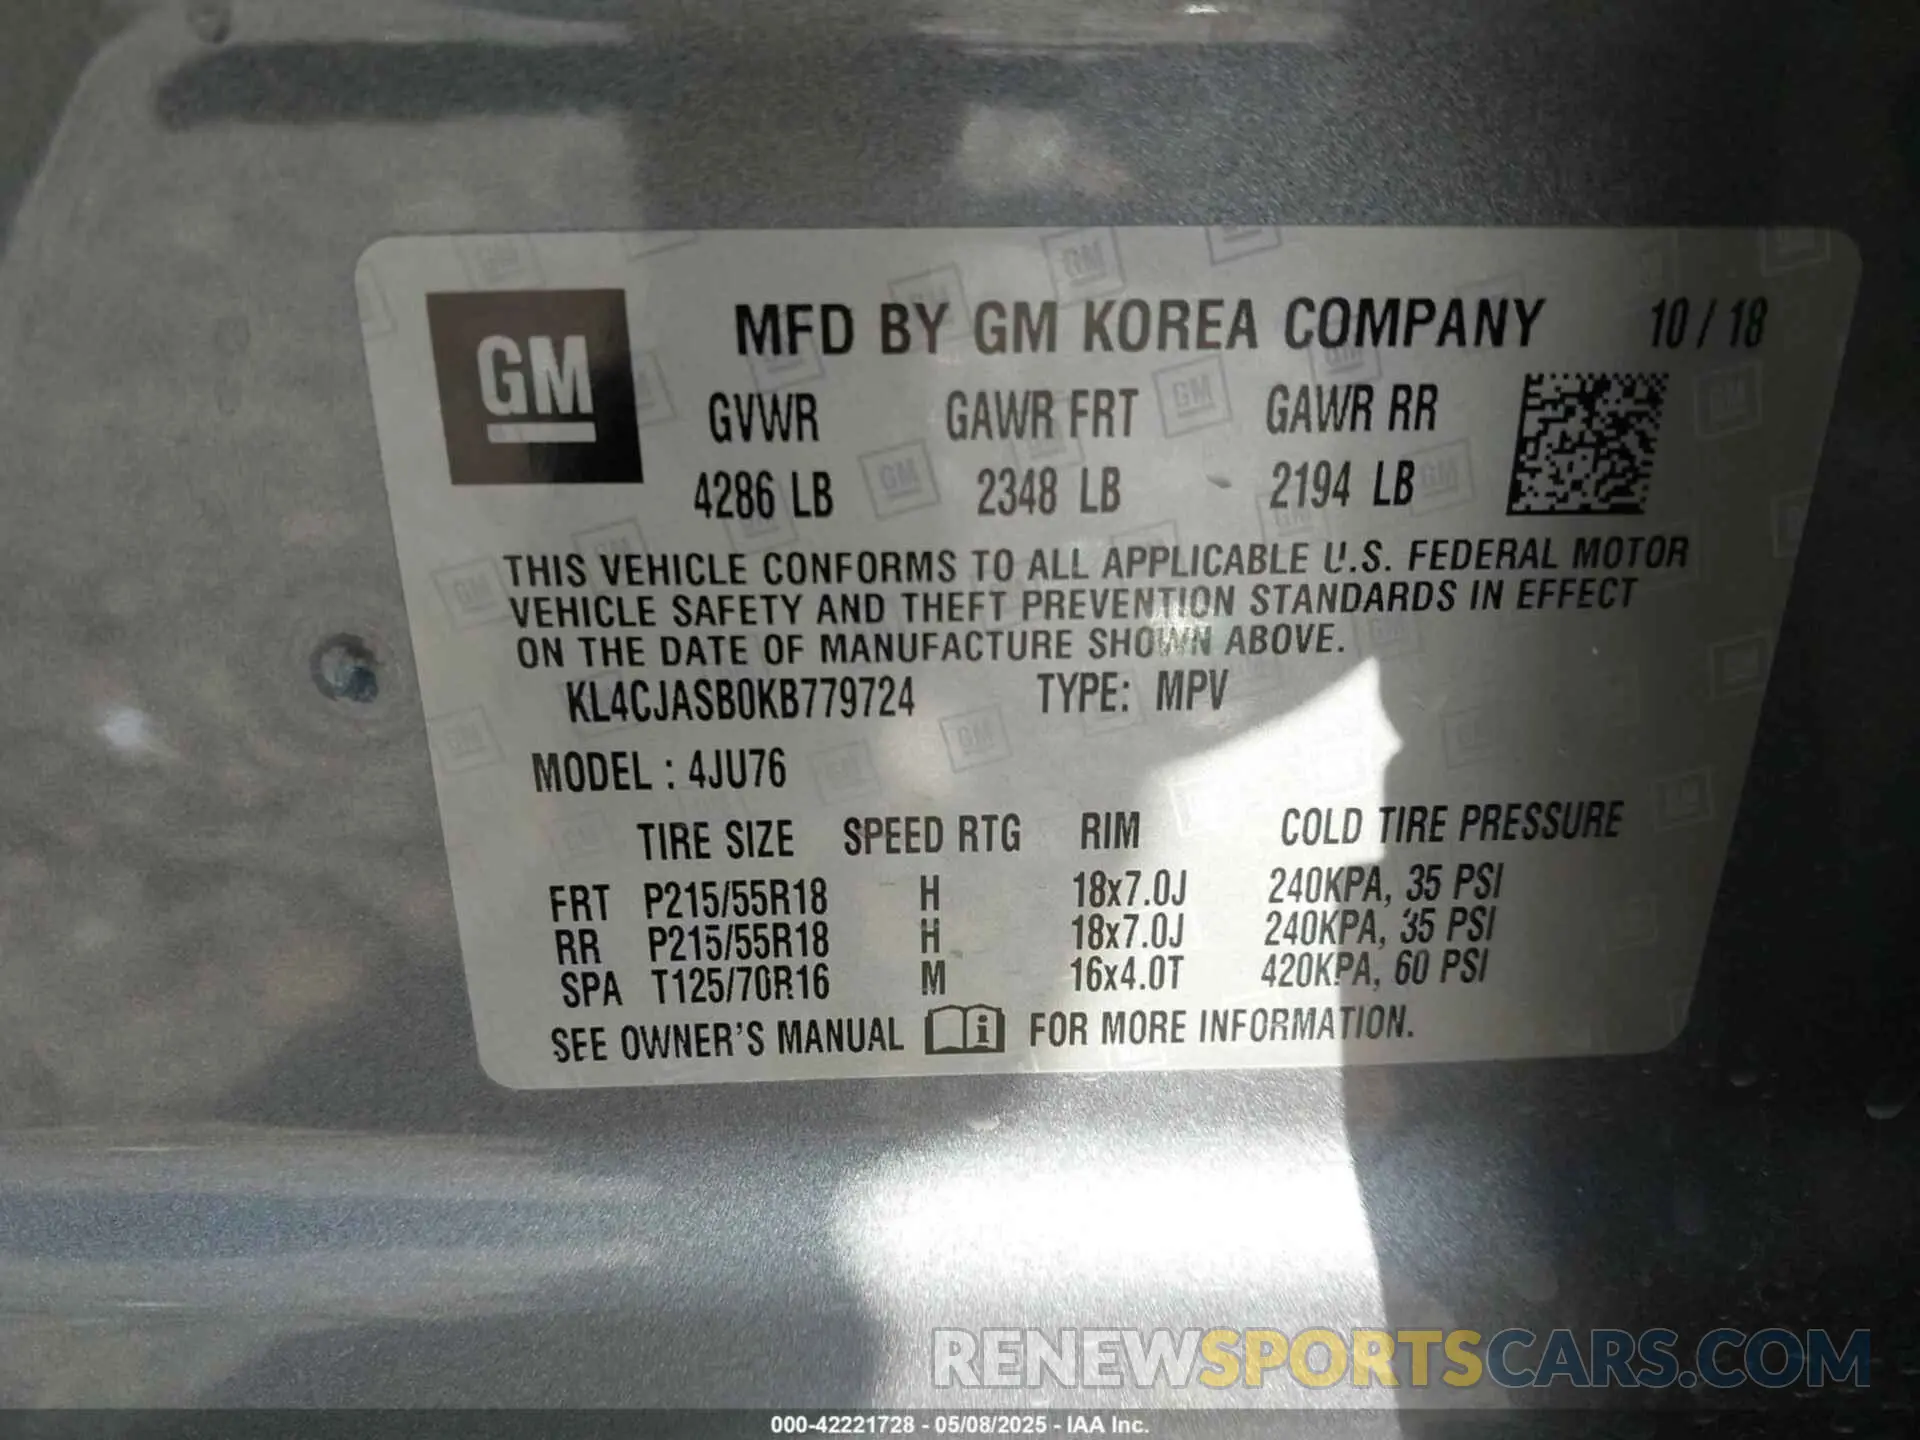 GM
MFD BY GM KOREA COMPANY 10 / 18
GVWR GAWR FRT GAWR RR
4286 LB 2348 LB 2194 LB
THIS VEHICLE CONFORMS TO ALL APPLICABLE U.S. FEDERAL MOTOR
VEHICLE SAFETY AND THEFT PREVENTION STANDARDS IN EFFECT
ON THE DATE OF MANUFACTURE SHOWN ABOVE.
KL4CJASB0KB779724 TYPE: MPV
MODEL : 4JU76
TIRE SIZE SPEED RTG RIM COLD TIRE PRESSURE
FRT P215/55R18 H 18x7.0J 240KPA, 35 PSI
RR P215/55R18 H 18x7.0J 240KPA, 35 PSI
SPA T125/70R16 M 16x4.0T 420KPA, 60 PSI
SEE OWNER'S MANUAL i FOR MORE INFORMATION.
RENEWSPORTSCARS.COM
000-42221728 - 05/08/2025 - IAA Inc.